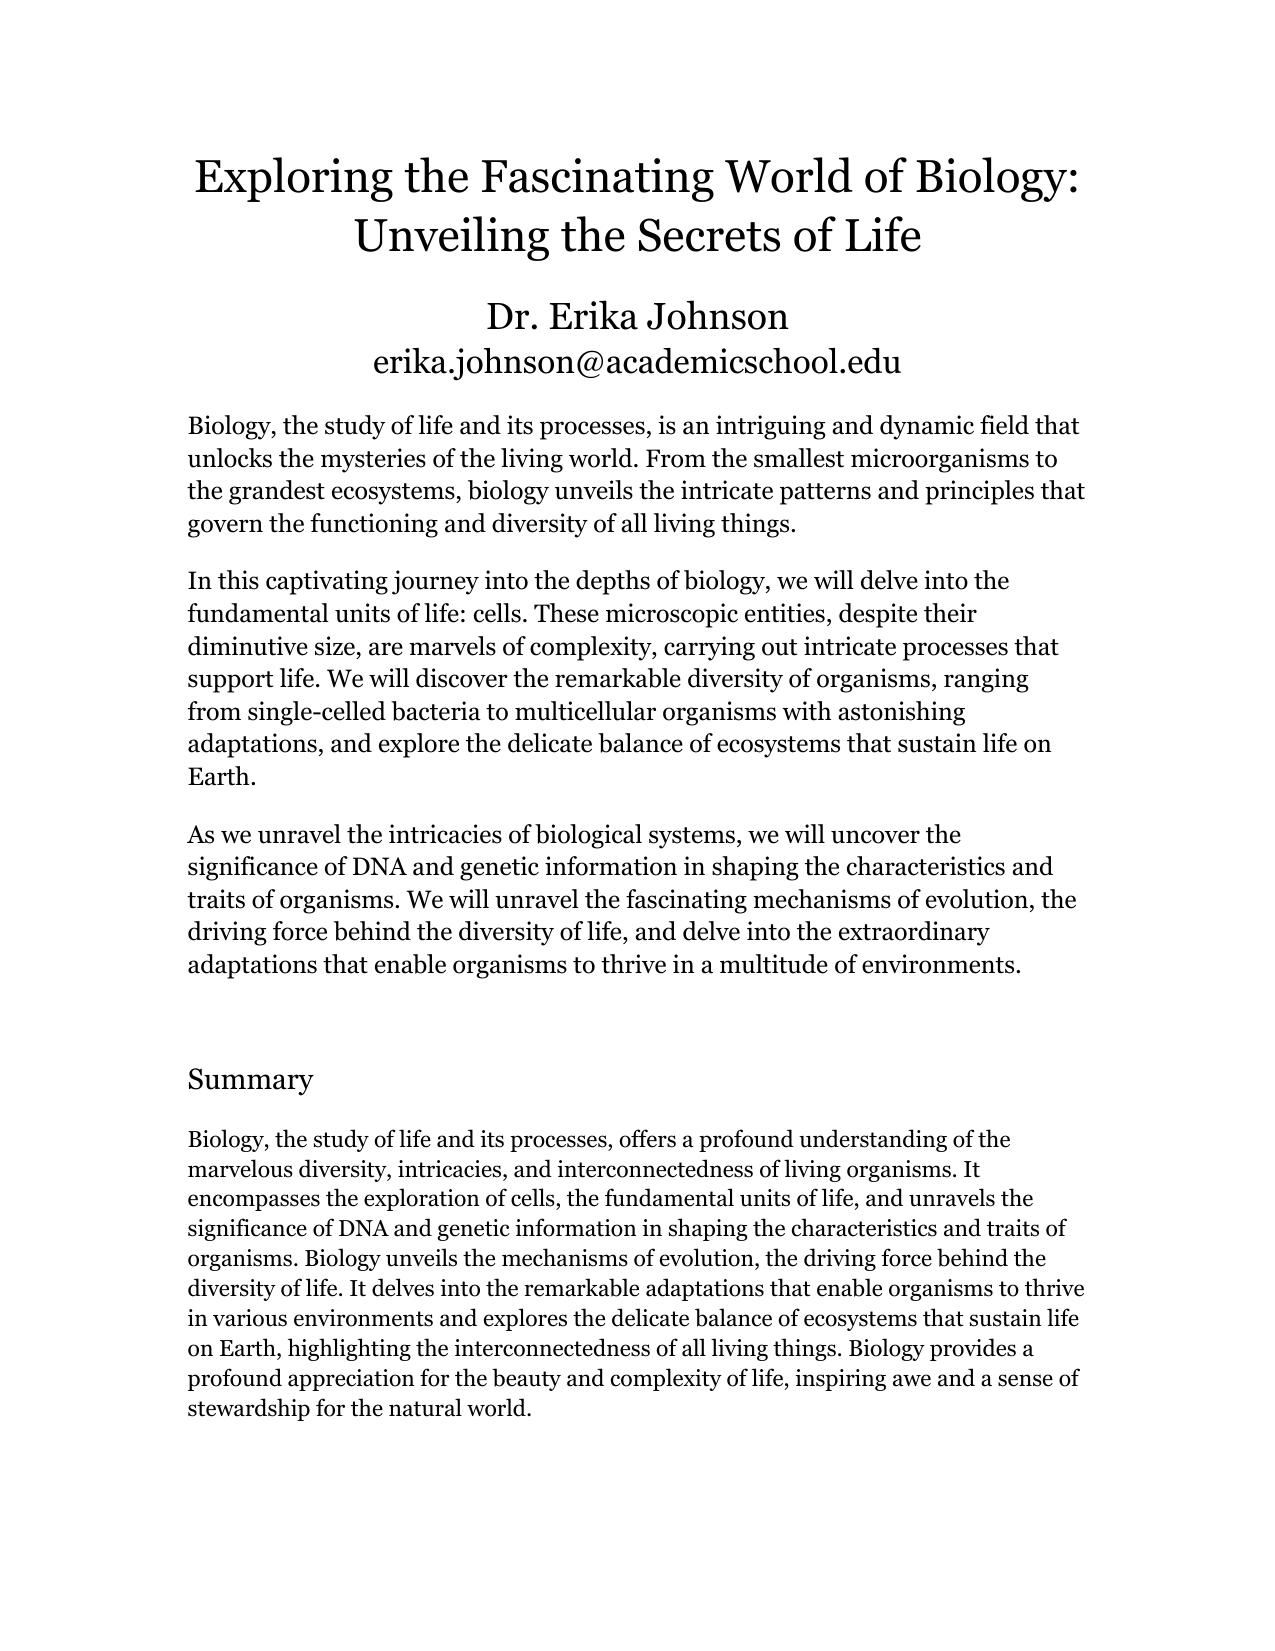 Exploring the Fascinating World of Biology:
Unveiling the Secrets of Life
Dr. Erika Johnson
erika.johnson@academicschool.edu
Biology, the study of life and its processes, is an intriguing and dynamic field that
unlocks the mysteries of the living world. From the smallest microorganisms to
the grandest ecosystems, biology unveils the intricate patterns and principles that
govern the functioning and diversity of all living things.
In this captivating journey into the depths of biology, we will delve into the
fundamental units of life: cells. These microscopic entities, despite their
diminutive size, are marvels of complexity, carrying out intricate processes that
support life. We will discover the remarkable diversity of organisms, ranging
from single-celled bacteria to multicellular organisms with astonishing
adaptations, and explore the delicate balance of ecosystems that sustain life on
Earth.
As we unravel the intricacies of biological systems, we will uncover the
significance of DNA and genetic information in shaping the characteristics and
traits of organisms. We will unravel the fascinating mechanisms of evolution, the
driving force behind the diversity of life, and delve into the extraordinary
adaptations that enable organisms to thrive in a multitude of environments.
Summary
Biology, the study of life and its processes, offers a profound understanding of the
marvelous diversity, intricacies, and interconnectedness of living organisms. It
encompasses the exploration of cells, the fundamental units of life, and unravels the
significance of DNA and genetic information in shaping the characteristics and traits of
organisms. Biology unveils the mechanisms of evolution, the driving force behind the
diversity of life. It delves into the remarkable adaptations that enable organisms to thrive
in various environments and explores the delicate balance of ecosystems that sustain life
on Earth, highlighting the interconnectedness of all living things. Biology provides a
profound appreciation for the beauty and complexity of life, inspiring awe and a sense of
stewardship for the natural world.